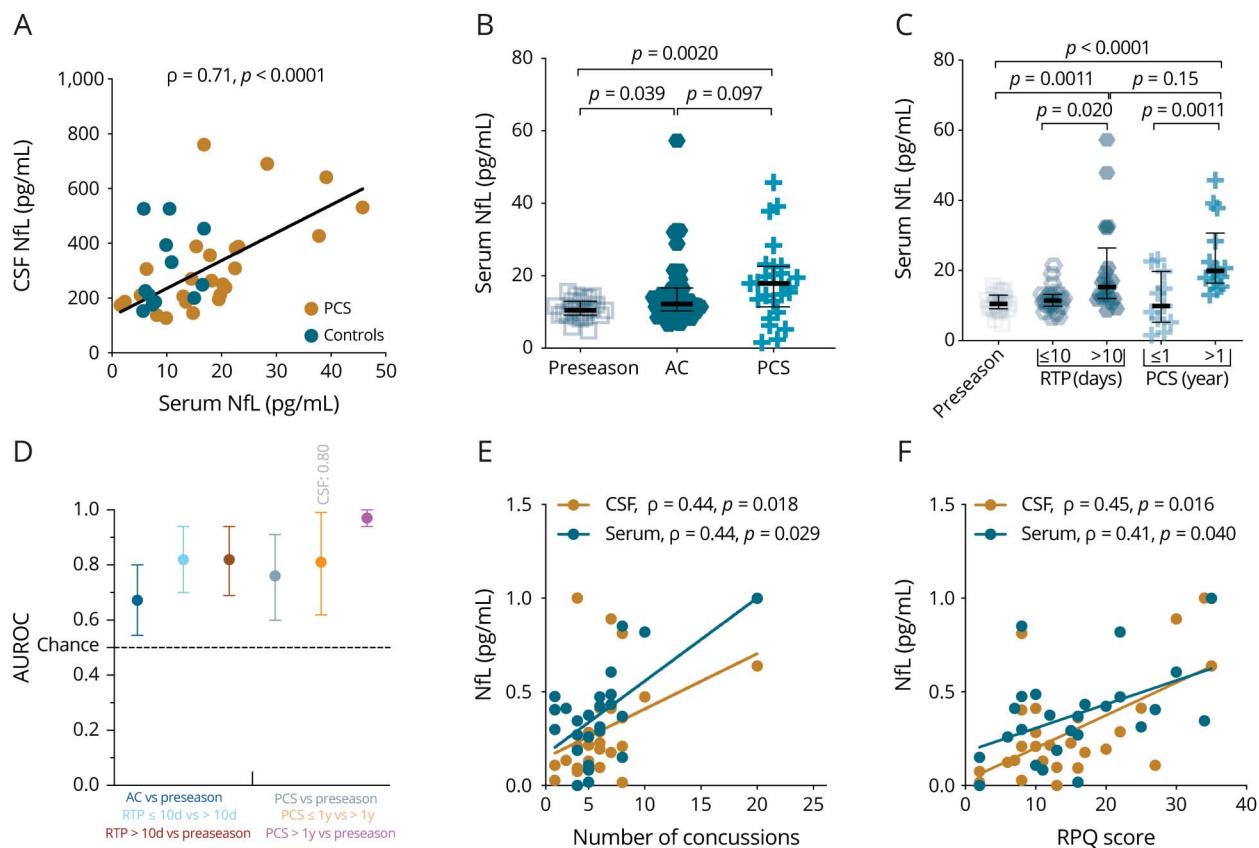 A
ρ = 0.71, p < 0.0001
1,000
800
600
400
200
0
CSF NfL (pg/mL)
PCS
Controls
0
10
20
30
40
50
Serum NfL (pg/mL)
B
p = 0.0020
p = 0.039
p = 0.097
80
60
40
20
0
Serum NfL (pg/mL)
Preseason
AC
PCS
C
p < 0.0001
p = 0.0011
p = 0.15
p = 0.020
p = 0.0011
80
60
40
20
0
Serum NfL (pg/mL)
Preseason
≤10
>10
RTP (days)
≤1
>1
PCS (year)
D
CSF: 0.80
1.0
0.8
0.6
Chance
0.4
0.2
0.0
AUROC
AC vs preseason
RTP ≤ 10d vs > 10d
RTP > 10d vs preaseason
PCS vs preseason
PCS ≤ 1y vs > 1y
PCS > 1y vs preseason
E
CSF, ρ = 0.44, p = 0.018
Serum, ρ = 0.44, p = 0.029
1.5
1.0
0.5
0.0
NfL (pg/mL)
0
5
10
15
20
25
Number of concussions
F
CSF, ρ = 0.45, p = 0.016
Serum, ρ = 0.41, p = 0.040
1.5
1.0
0.5
0.0
NfL (pg/mL)
0
10
20
30
40
RPQ score